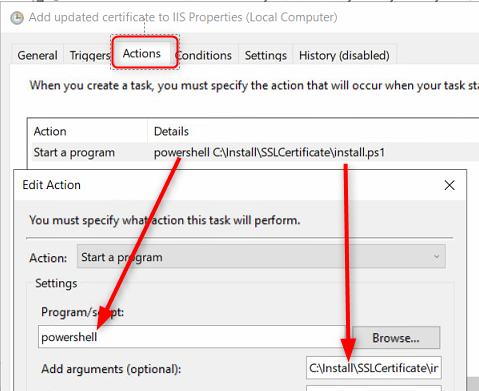 Add updated certificate to IIS Properties (Local Computer)
General Triggers Actions Conditions Settings History (disabled)
When you create a task, you must specify the action that will occur when your task sta
Action Details
Start a program powershell C:\Install\SSLCertificate\install.ps1
Edit Action
You must specify what action this task will perform.
Action: Start a program
Settings
Program/script:
powershell Browse...
Add arguments (optional): C:\Install\SSLCertificate\in